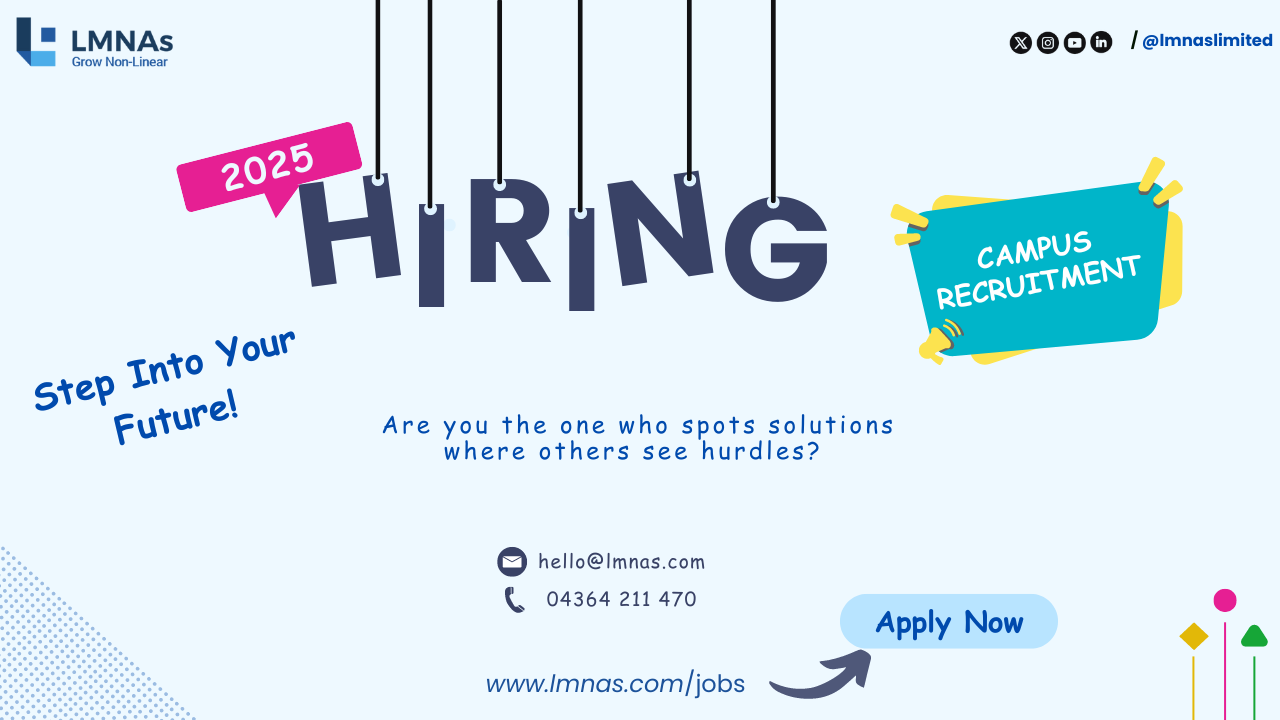 LMNAs
Grow Non-Linear
/ @lmnaslimited
2025
HIRING
CAMPUS
RECRUITMENT
Step Into Your
Future!
Are you the one who spots solutions
where others see hurdles?
hello@lmnas.com
04364 211 470
Apply Now
www.lmnas.com/jobs